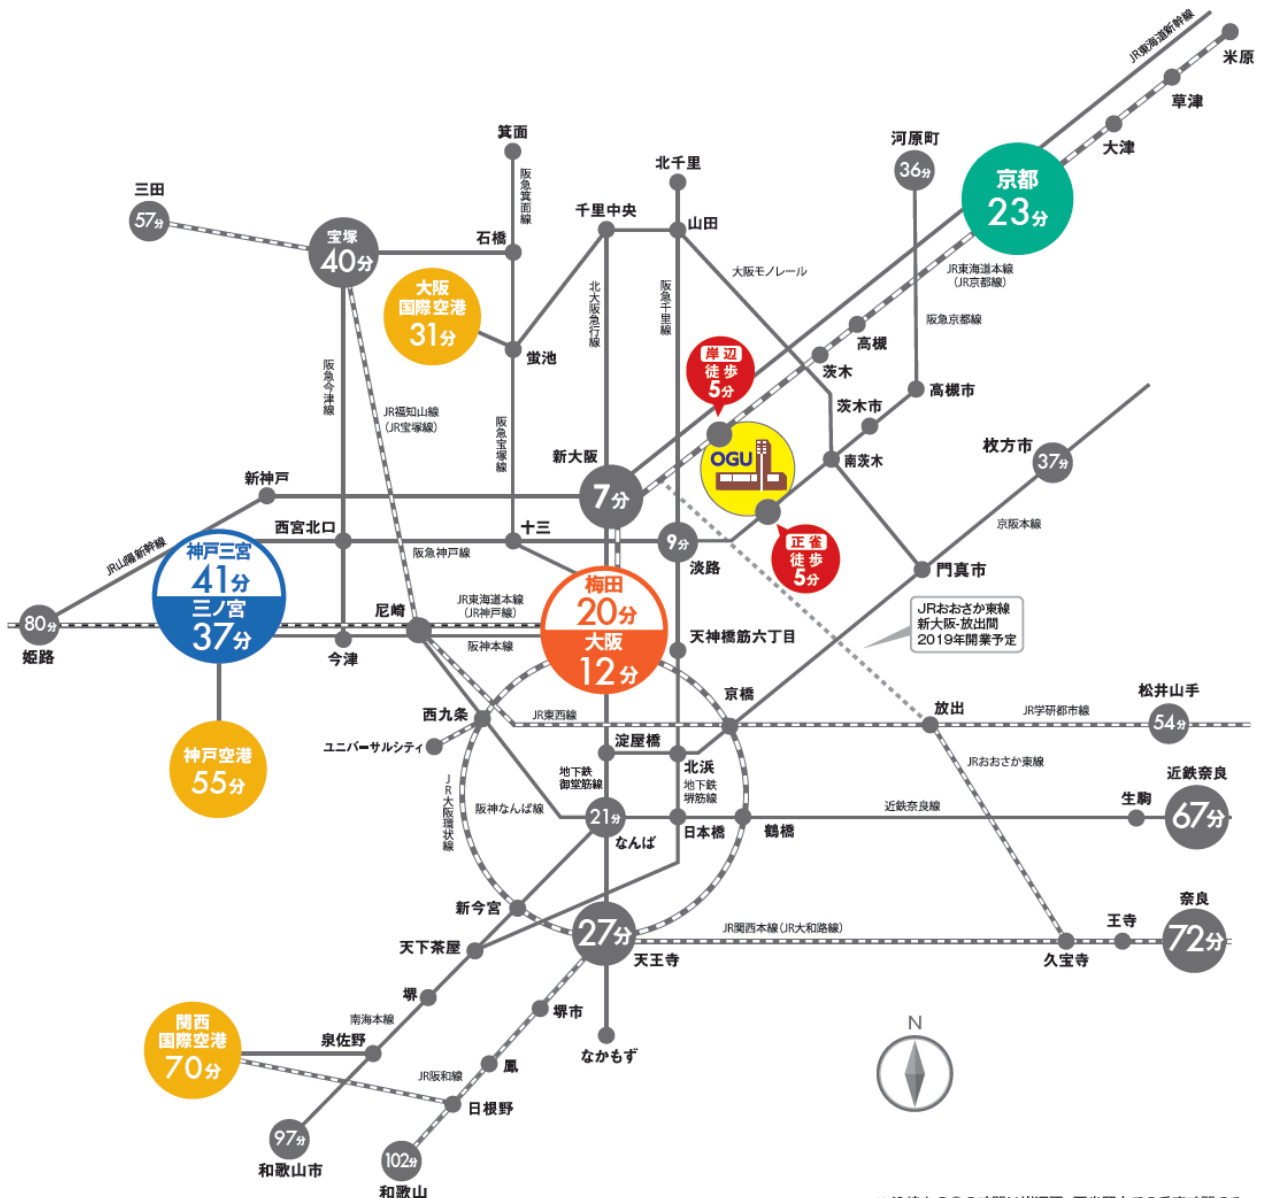 JR東海道新幹線
米原
草津
大津
河原町
36分
京都
23分
箕面
阪急箕面線
北千里
三田
57分
千里中央
山田
宝塚
40分
石橋
大阪モノレール
JR東海道本線
(JR京都線)
大阪
国際空港
31分
北大阪急行線
阪急千里線
阪急京都線
高槻
蛍池
岸辺
徒歩
5分
茨木
阪急今津線
高槻市
JR福知山線
(JR宝塚線)
阪急宝塚線
茨木市
枚方市
37分
新大阪
7分
OGU
南茨木
新神戸
京阪本線
西宮北口
十三
阪急神戸線
9分
淡路
正雀
徒歩
5分
JR山陽新幹線
神戸三宮
41分
三ノ宮
37分
門真市
梅田
20分
大阪
12分
JR東海道本線
(JR神戸線)
尼崎
80分
姫路
今津
阪神本線
天神橋筋六丁目
JRおおさか東線
新大阪-放出間
2019年開業予定
京橋
松井山手
54分
西九条
JR東西線
放出
JR学研都市線
ユニバーサルシティ
淀屋橋
北浜
神戸空港
55分
地下鉄
御堂筋線
地下鉄
堺筋線
JRおおさか東線
近鉄奈良
67分
JR大阪環状線
阪神なんば線
21分
なんば
日本橋
鶴橋
近鉄奈良線
生駒
新今宮
27分
天王寺
JR関西本線(JR大和路線)
奈良
72分
王寺
久宝寺
天下茶屋
堺
堺市
関西
国際空港
70分
南海本線
泉佐野
なかもず
N
鳳
JR阪和線
日根野
97分
和歌山市
102分
和歌山